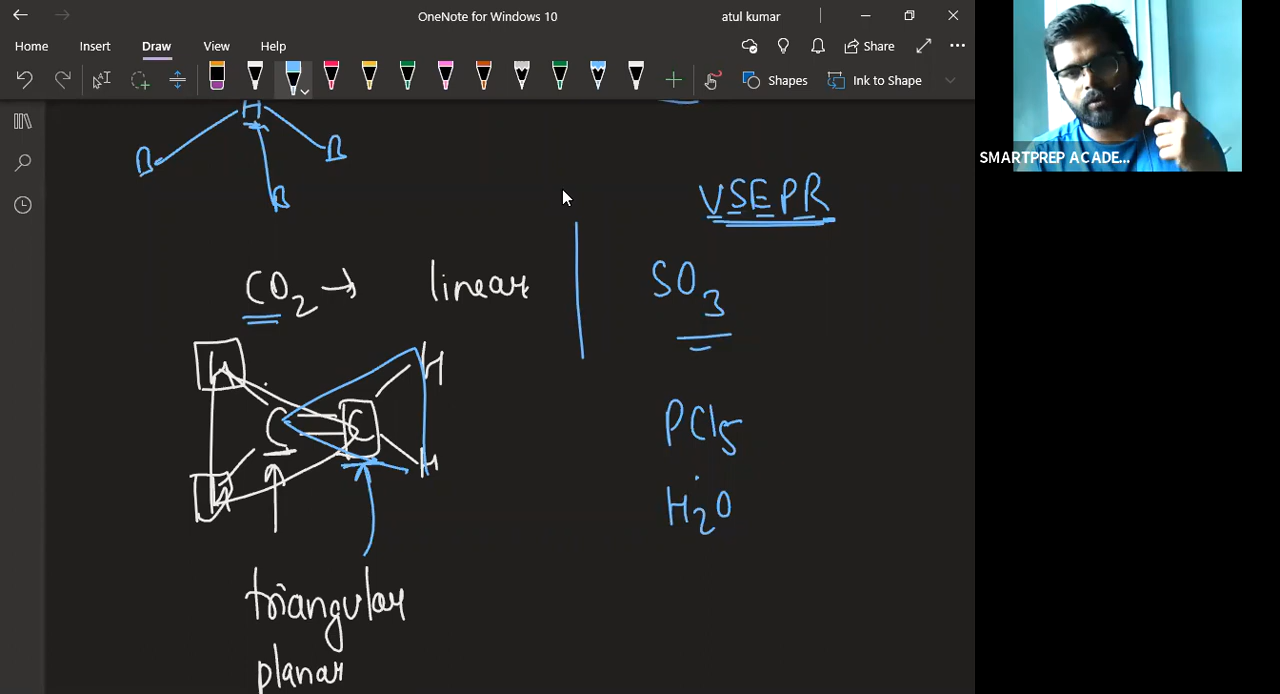 OneNote for Windows 10
atul kumar
Home Insert Draw View Help
Share
Shapes
Ink to Shape
SMARTPREP ACADE...
H
B B
B
VSEPR
CO2 → linear
SO3
H H
C C
H H
PCl5
H2O
triangular
planar